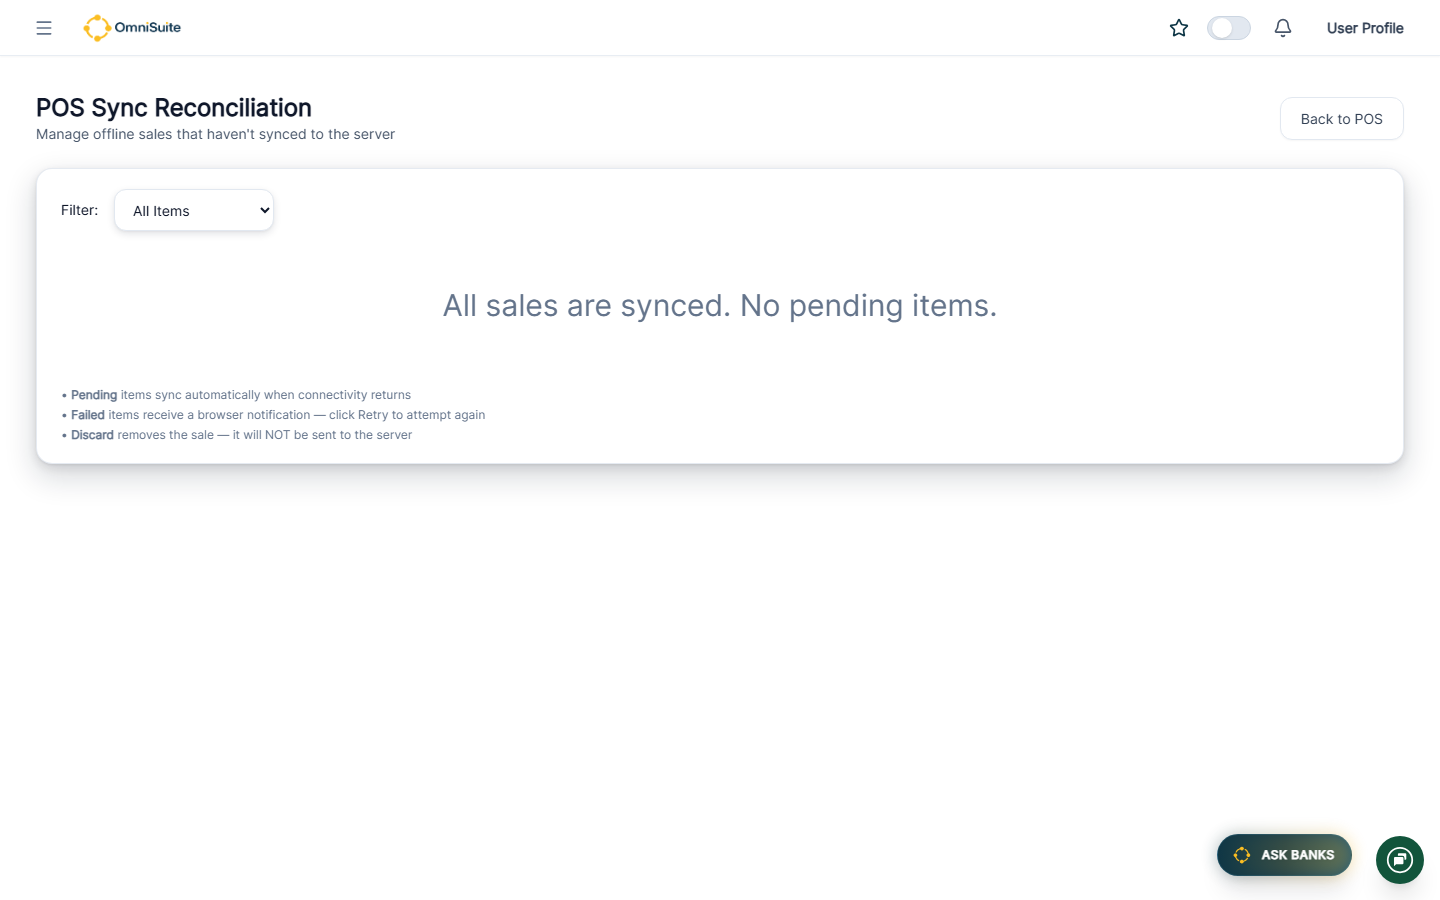 OmniSuite
User Profile
POS Sync Reconciliation
Manage offline sales that haven't synced to the server
Back to POS
Filter:
All Items
All sales are synced. No pending items.
• Pending items sync automatically when connectivity returns
• Failed items receive a browser notification — click Retry to attempt again
• Discard removes the sale — it will NOT be sent to the server
ASK BANKS